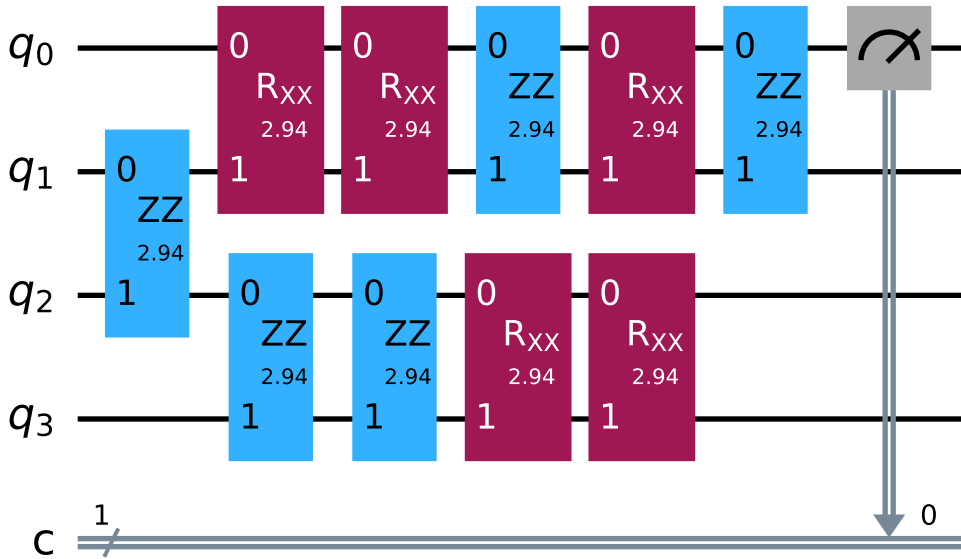 q0
0 0 0 0 0
RXX RXX ZZ RXX ZZ
2.94 2.94 2.94 2.94 2.94
q1
0 1 1 1 1 1
ZZ
2.94
q2
1 0 0 0 0
ZZ ZZ RXX RXX
2.94 2.94 2.94 2.94
q3
1 1 1 1
1 0
c